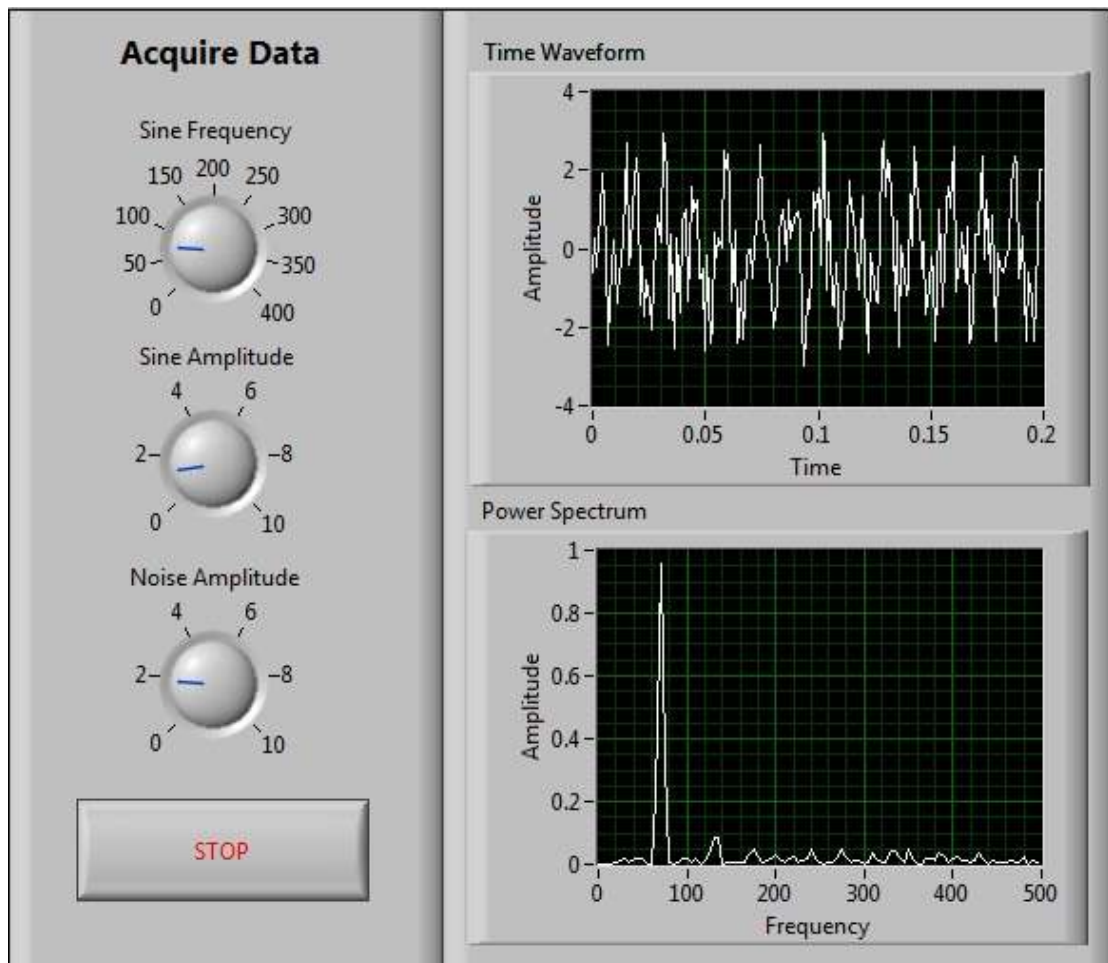 Acquire Data
Sine Frequency
0 50 100 150 200 250 300 350 400
Sine Amplitude
0 2 4 6 8 10
Noise Amplitude
0 2 4 6 8 10
STOP
Time Waveform
Amplitude
4
2
0
-2
-4
0 0.05 0.1 0.15 0.2
Time
Power Spectrum
Amplitude
1
0.8
0.6
0.4
0.2
0
0 100 200 300 400 500
Frequency